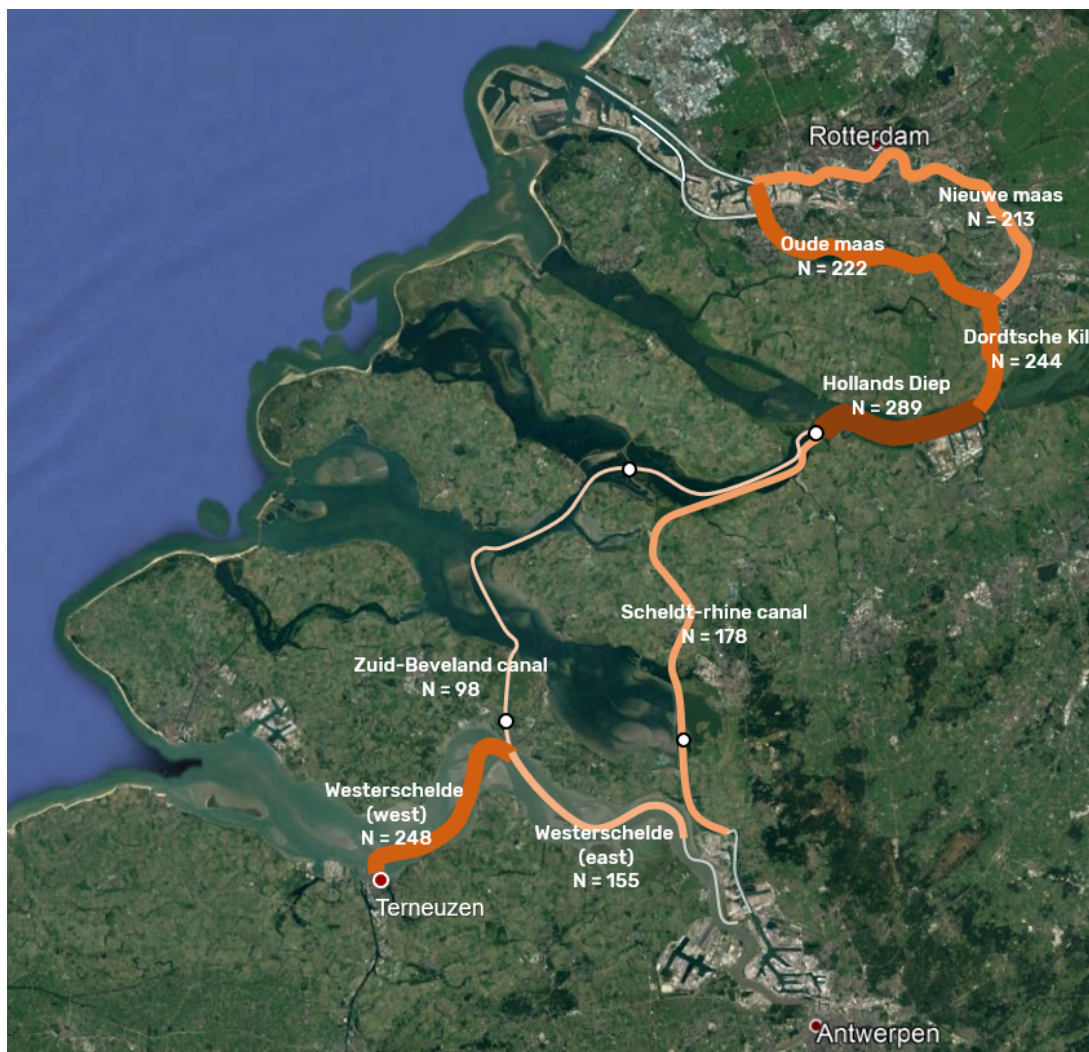 Rotterdam
Nieuwe maas
N = 213
Oude maas
N = 222
Dordtsche Kil
N = 244
Hollands Diep
N = 289
Scheldt-rhine canal
N = 178
Zuid-Beveland canal
N = 98
Westerschelde
(west)
N = 248
Westerschelde
(east)
N = 155
Terneuzen
Antwerpen